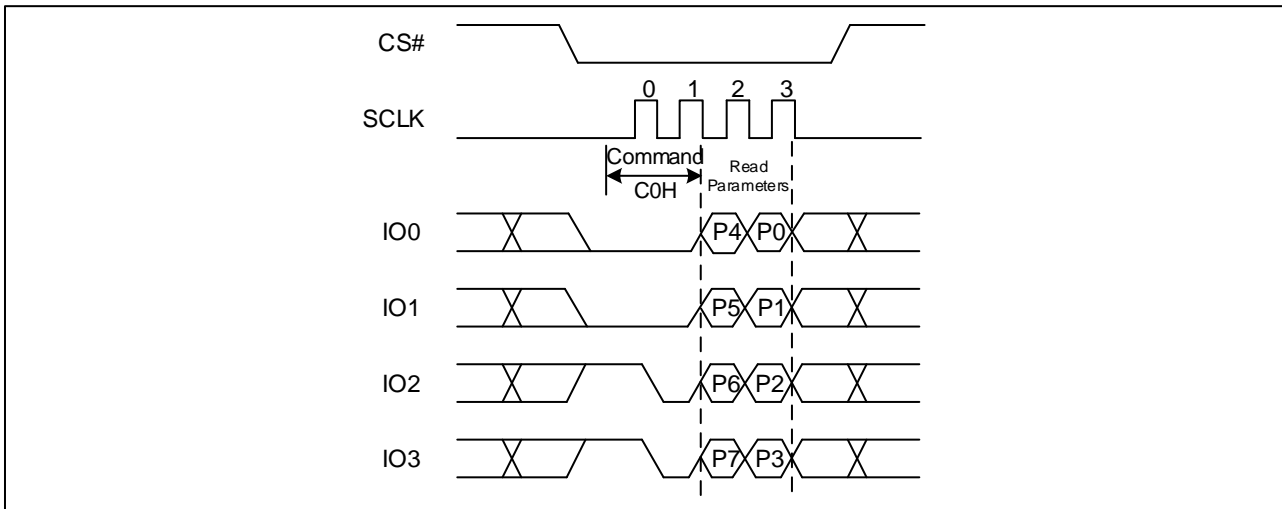 CS#
0 1 2 3
SCLK
Command
C0H
Read
Parameters
IO0 P4 P0
IO1 P5 P1
IO2 P6 P2
IO3 P7 P3